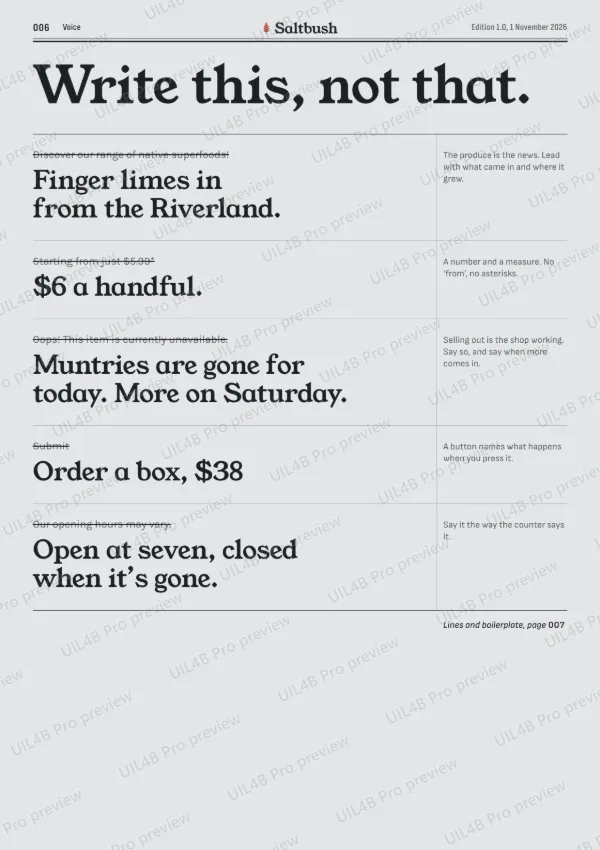 006 Voice Saltbush Edition 1.0, 1 November 2026
Write this, not that.
Discover our range of native superfoods!
Finger limes in
from the Riverland.
The produce is the news. Lead
with what came in and where it
grew.
Starting from just $5.99*
$6 a handful.
A number and a measure. No
‘from’, no asterisks.
Oops! This item is currently unavailable.
Muntries are gone for
today. More on Saturday.
Selling out is the shop working.
Say so, and say when more
comes in.
Submit
Order a box, $38
A button names what happens
when you press it.
Our opening hours may vary.
Open at seven, closed
when it’s gone.
Say it the way the counter says
it.
Lines and boilerplate, page 007
UIL4B Pro preview